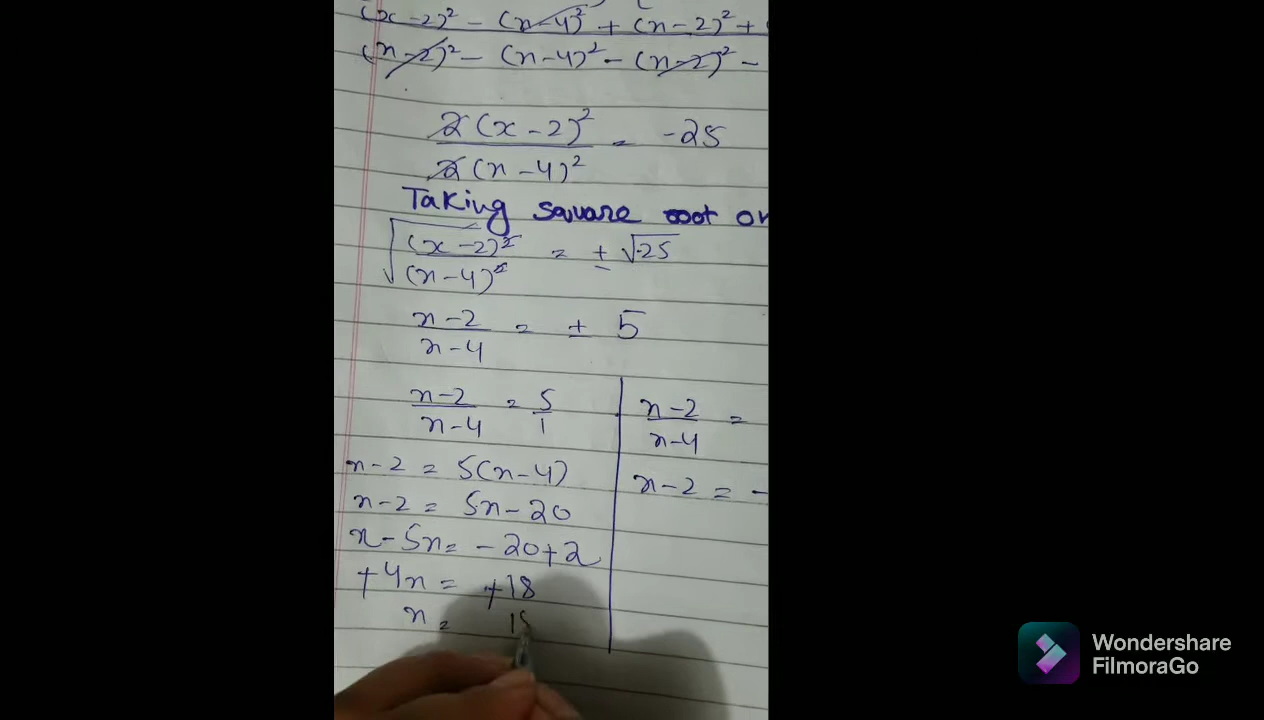 (x-2)² - (x-4)² + (x-2)² +
(x-2)² - (x-4)² - (x-2)² -
2(x-2)² / 2(x-4)² = -25
Taking square root on
√((x-2)² / (x-4)²) = ± √-25
x-2 / x-4 = ± 5
x-2 / x-4 = 5/1
x-2 = 5(x-4)
x-2 = 5x-20
x-5x = -20+2
+4x = +18
x = 18
x-2 / x-4 =
x-2 = -
Wondershare
FilmoraGo